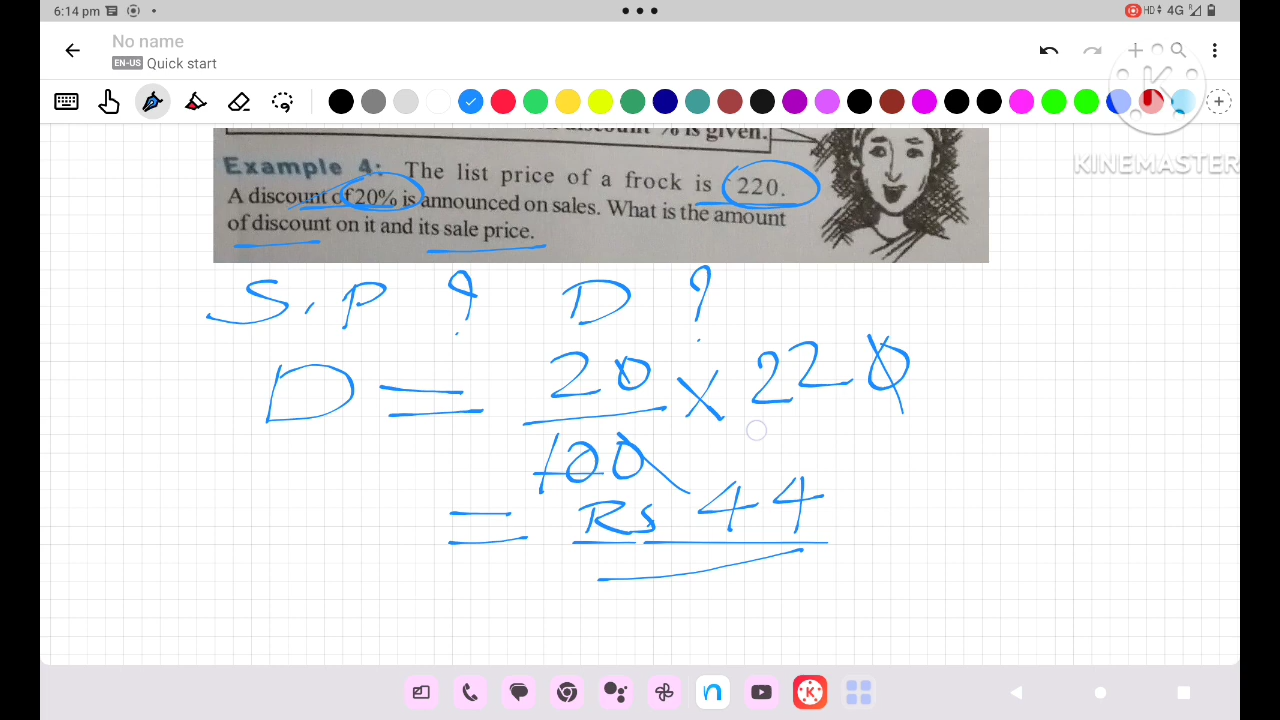 6:14 pm HD 4G
No name
EN-US Quick start
KINEMASTER
discount % is given.
Example 4: The list price of a frock is 220.
A discount of 20% is announced on sales. What is the amount
of discount on it and its sale price.
S.P ? D ?
D = 20 × 220
100
= Rs 44